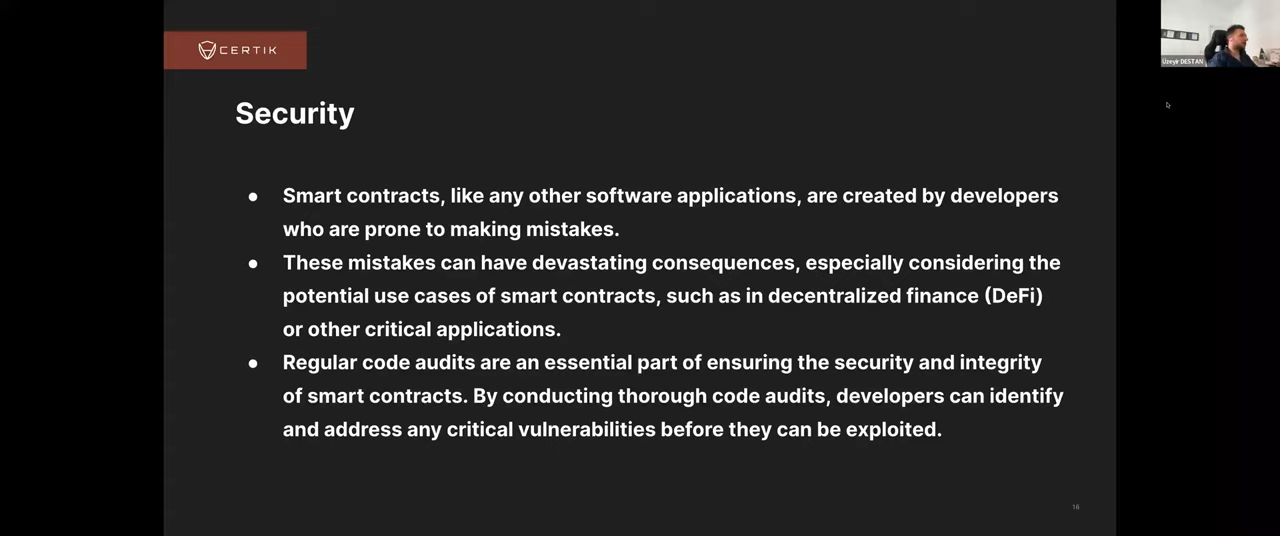 CERTIK
Üzeyir DESTAN
Security
● Smart contracts, like any other software applications, are created by developers
who are prone to making mistakes.
● These mistakes can have devastating consequences, especially considering the
potential use cases of smart contracts, such as in decentralized finance (DeFi)
or other critical applications.
● Regular code audits are an essential part of ensuring the security and integrity
of smart contracts. By conducting thorough code audits, developers can identify
and address any critical vulnerabilities before they can be exploited.
16